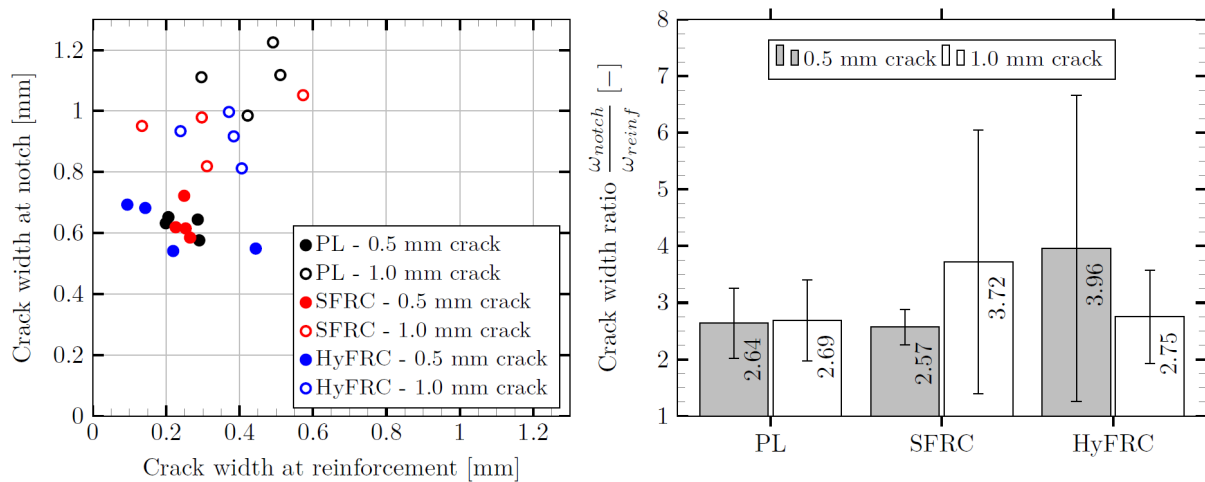 Crack width at notch [mm]
1.2
1
0.8
0.6
0.4
0.2
0
0
0.2
0.4
0.6
0.8
1
1.2
Crack width at reinforcement [mm]
PL - 0.5 mm crack
PL - 1.0 mm crack
SFRC - 0.5 mm crack
SFRC - 1.0 mm crack
HyFRC - 0.5 mm crack
HyFRC - 1.0 mm crack
Crack width ratio ω_notch/ω_reinf [−]
8
7
6
5
4
3
2
1
0.5 mm crack
1.0 mm crack
2.64
2.69
2.57
3.72
3.96
2.75
PL
SFRC
HyFRC